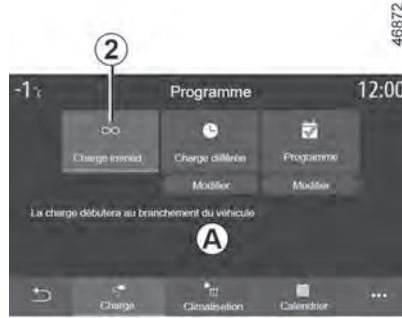 46872
2
-1°c Programme 12:00
Charge immed. Charge différée Programme
Modifier Modifier
La charge débutera au branchement du véhicule
A
Charge Climatisation Calendrier